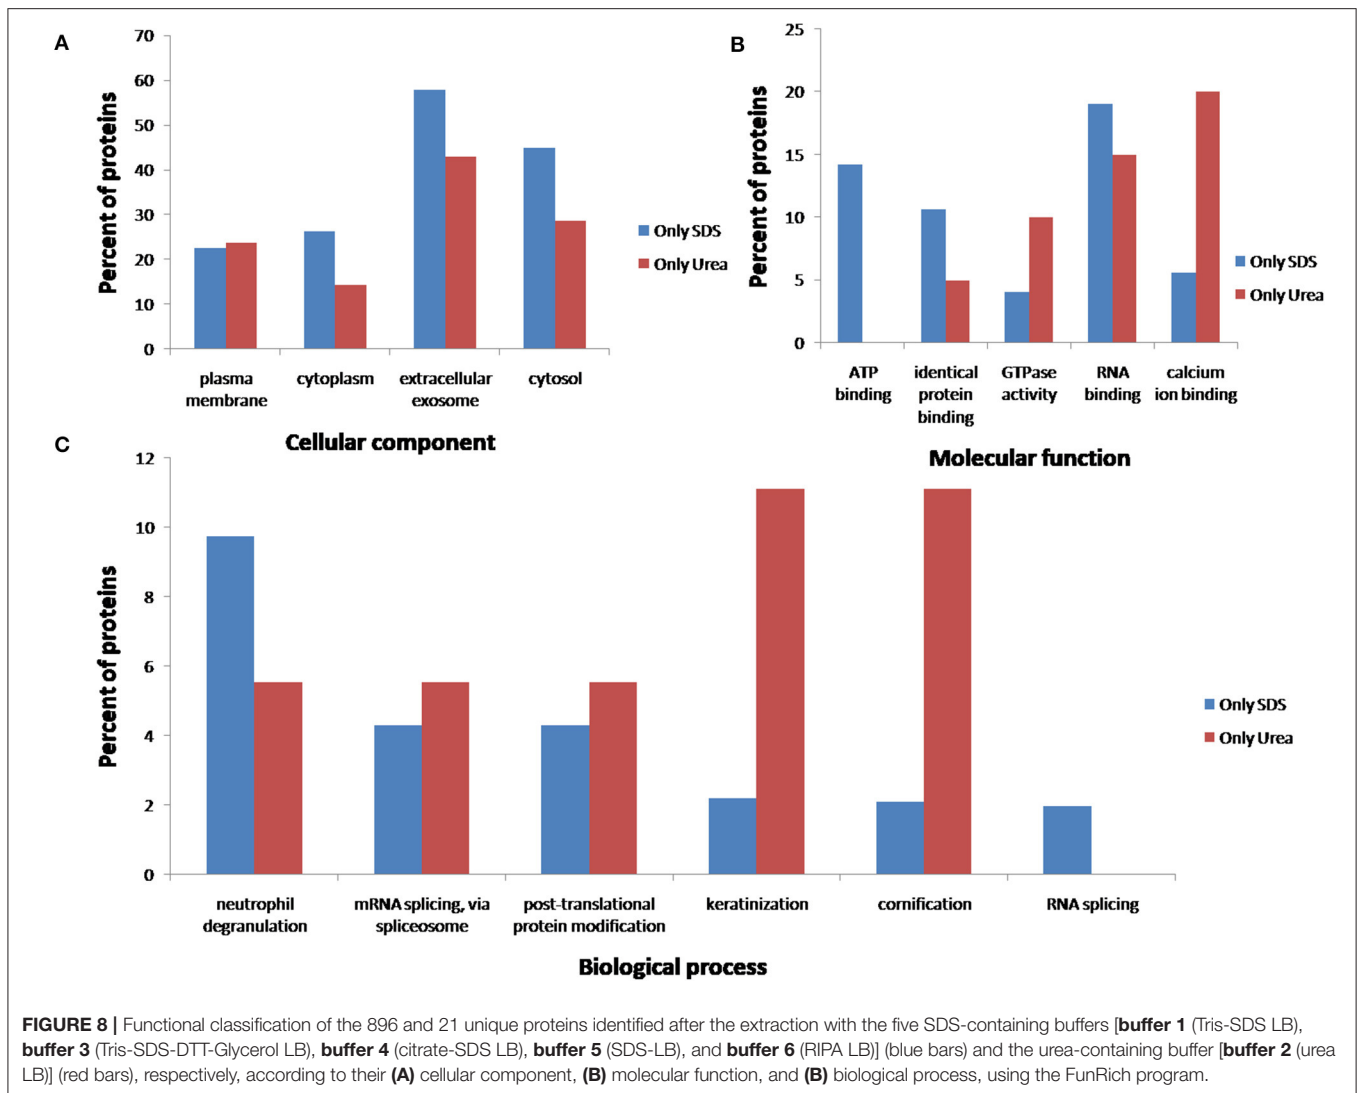 A
70
60
50
40
30
20
10
0
Percent of proteins
plasma
membrane
cytoplasm
extracellular
exosome
cytosol
Cellular component
Only SDS
Only Urea
B
25
20
15
10
5
0
Percent of proteins
ATP
binding
identical
protein
binding
GTPase
activity
RNA
binding
calcium
ion binding
Molecular function
Only SDS
Only Urea
C
12
10
8
6
4
2
0
Percent of proteins
neutrophil
degranulation
mRNA splicing, via
spliceosome
post-translational
protein modification
keratinization
cornification
RNA splicing
Biological process
Only SDS
Only Urea
FIGURE 8 | Functional classification of the 896 and 21 unique proteins identified after the extraction with the five SDS-containing buffers [buffer 1 (Tris-SDS LB),
buffer 3 (Tris-SDS-DTT-Glycerol LB), buffer 4 (citrate-SDS LB), buffer 5 (SDS-LB), and buffer 6 (RIPA LB)] (blue bars) and the urea-containing buffer [buffer 2 (urea
LB)] (red bars), respectively, according to their (A) cellular component, (B) molecular function, and (B) biological process, using the FunRich program.